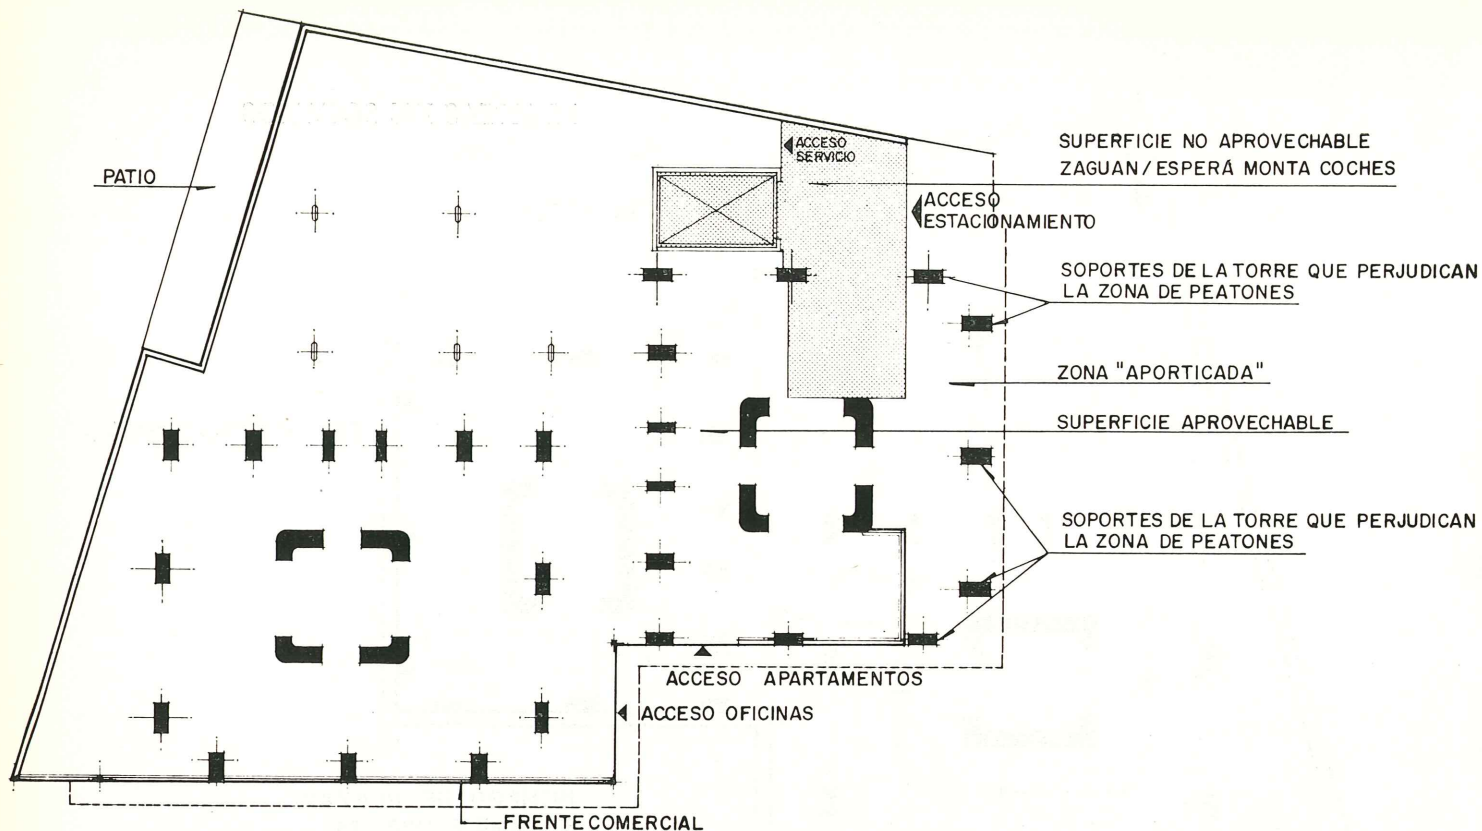 ACCESO
SERVICIO
SUPERFICIE NO APROVECHABLE
ZAGUAN/ESPERÁ MONTA COCHES
PATIO
ACCESO
ESTACIONAMIENTO
SOPORTES DE LA TORRE QUE PERJUDICAN
LA ZONA DE PEATONES
ZONA "APORTICADA"
SUPERFICIE APROVECHABLE
SOPORTES DE LA TORRE QUE PERJUDICAN
LA ZONA DE PEATONES
ACCESO APARTAMENTOS
ACCESO OFICINAS
FRENTE COMERCIAL